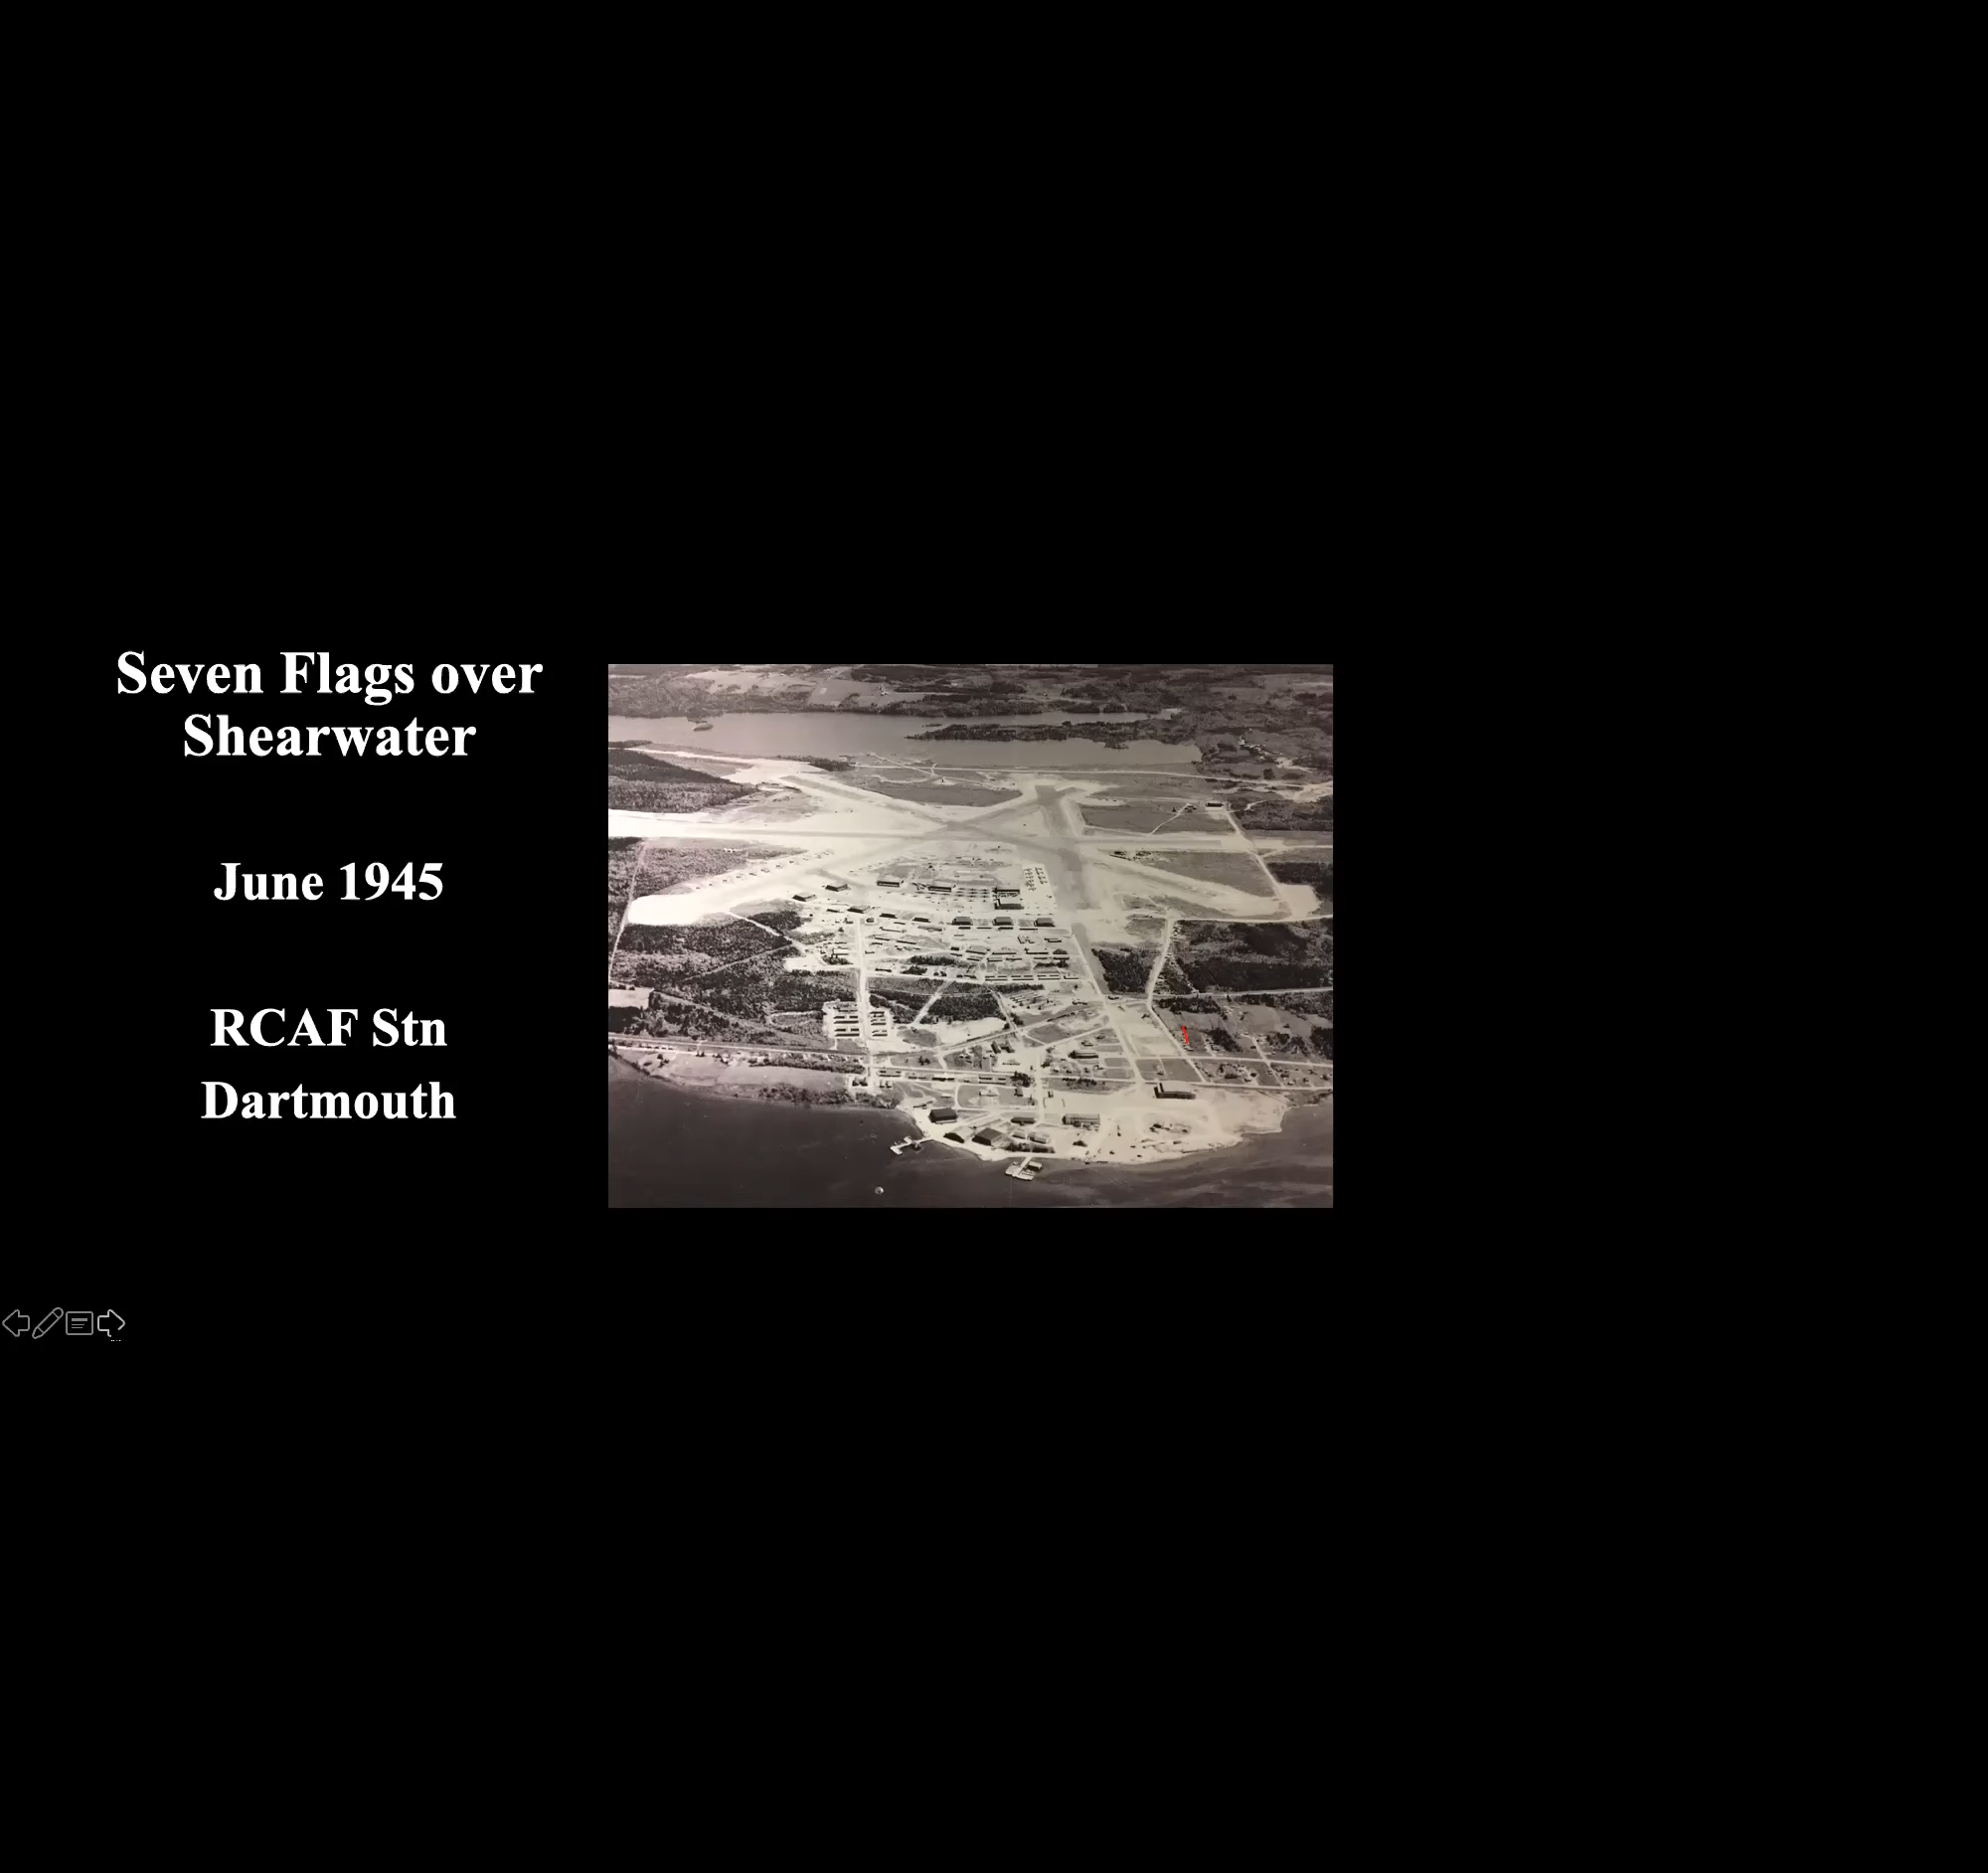 Seven Flags over
Shearwater
June 1945
RCAF Stn
Dartmouth